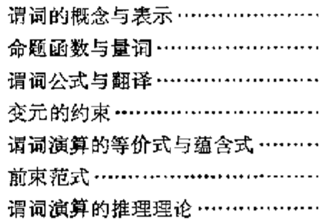 谓词的概念与表示……………………
命题函数与量词……………………
谓词公式与翻译……………………
变元的约束……………………
谓词演算的等价式与蕴含式……………………
前束范式……………………
谓词演算的推理理论……………………